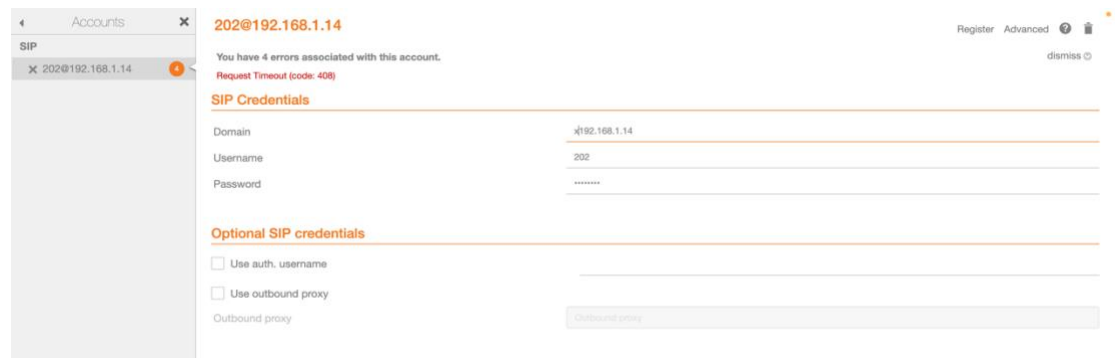 Accounts
SIP
202@192.168.1.14
4
202@192.168.1.14
Register Advanced
You have 4 errors associated with this account.
dismiss
Request Timeout (code: 408)
SIP Credentials
Domain
x192.168.1.14
Username
202
Password
••••••••
Optional SIP credentials
Use auth. username
Use outbound proxy
Outbound proxy
Outbound proxy